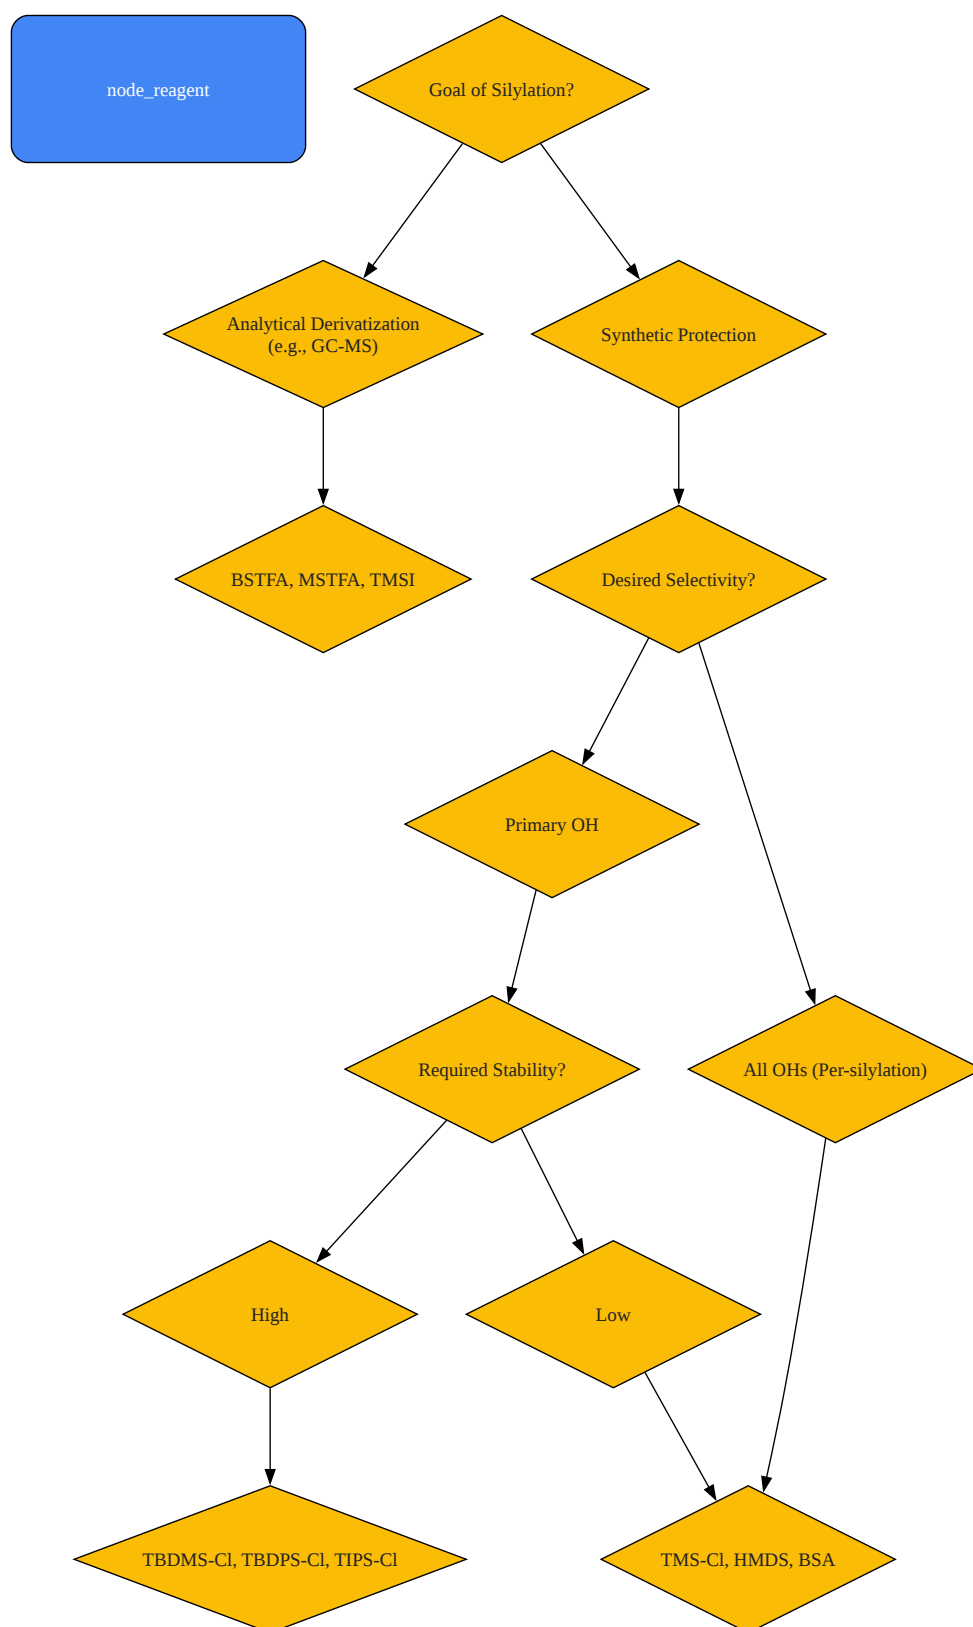 node_reagent
Goal of Silylation?
Analytical Derivatization
(e.g., GC-MS)
Synthetic Protection
BSTFA, MSTFA, TMSI
Desired Selectivity?
Primary OH
Required Stability?
All OHs (Per-silylation)
High
Low
TBDMS-Cl, TBDPS-Cl, TIPS-Cl
TMS-Cl, HMDS, BSA